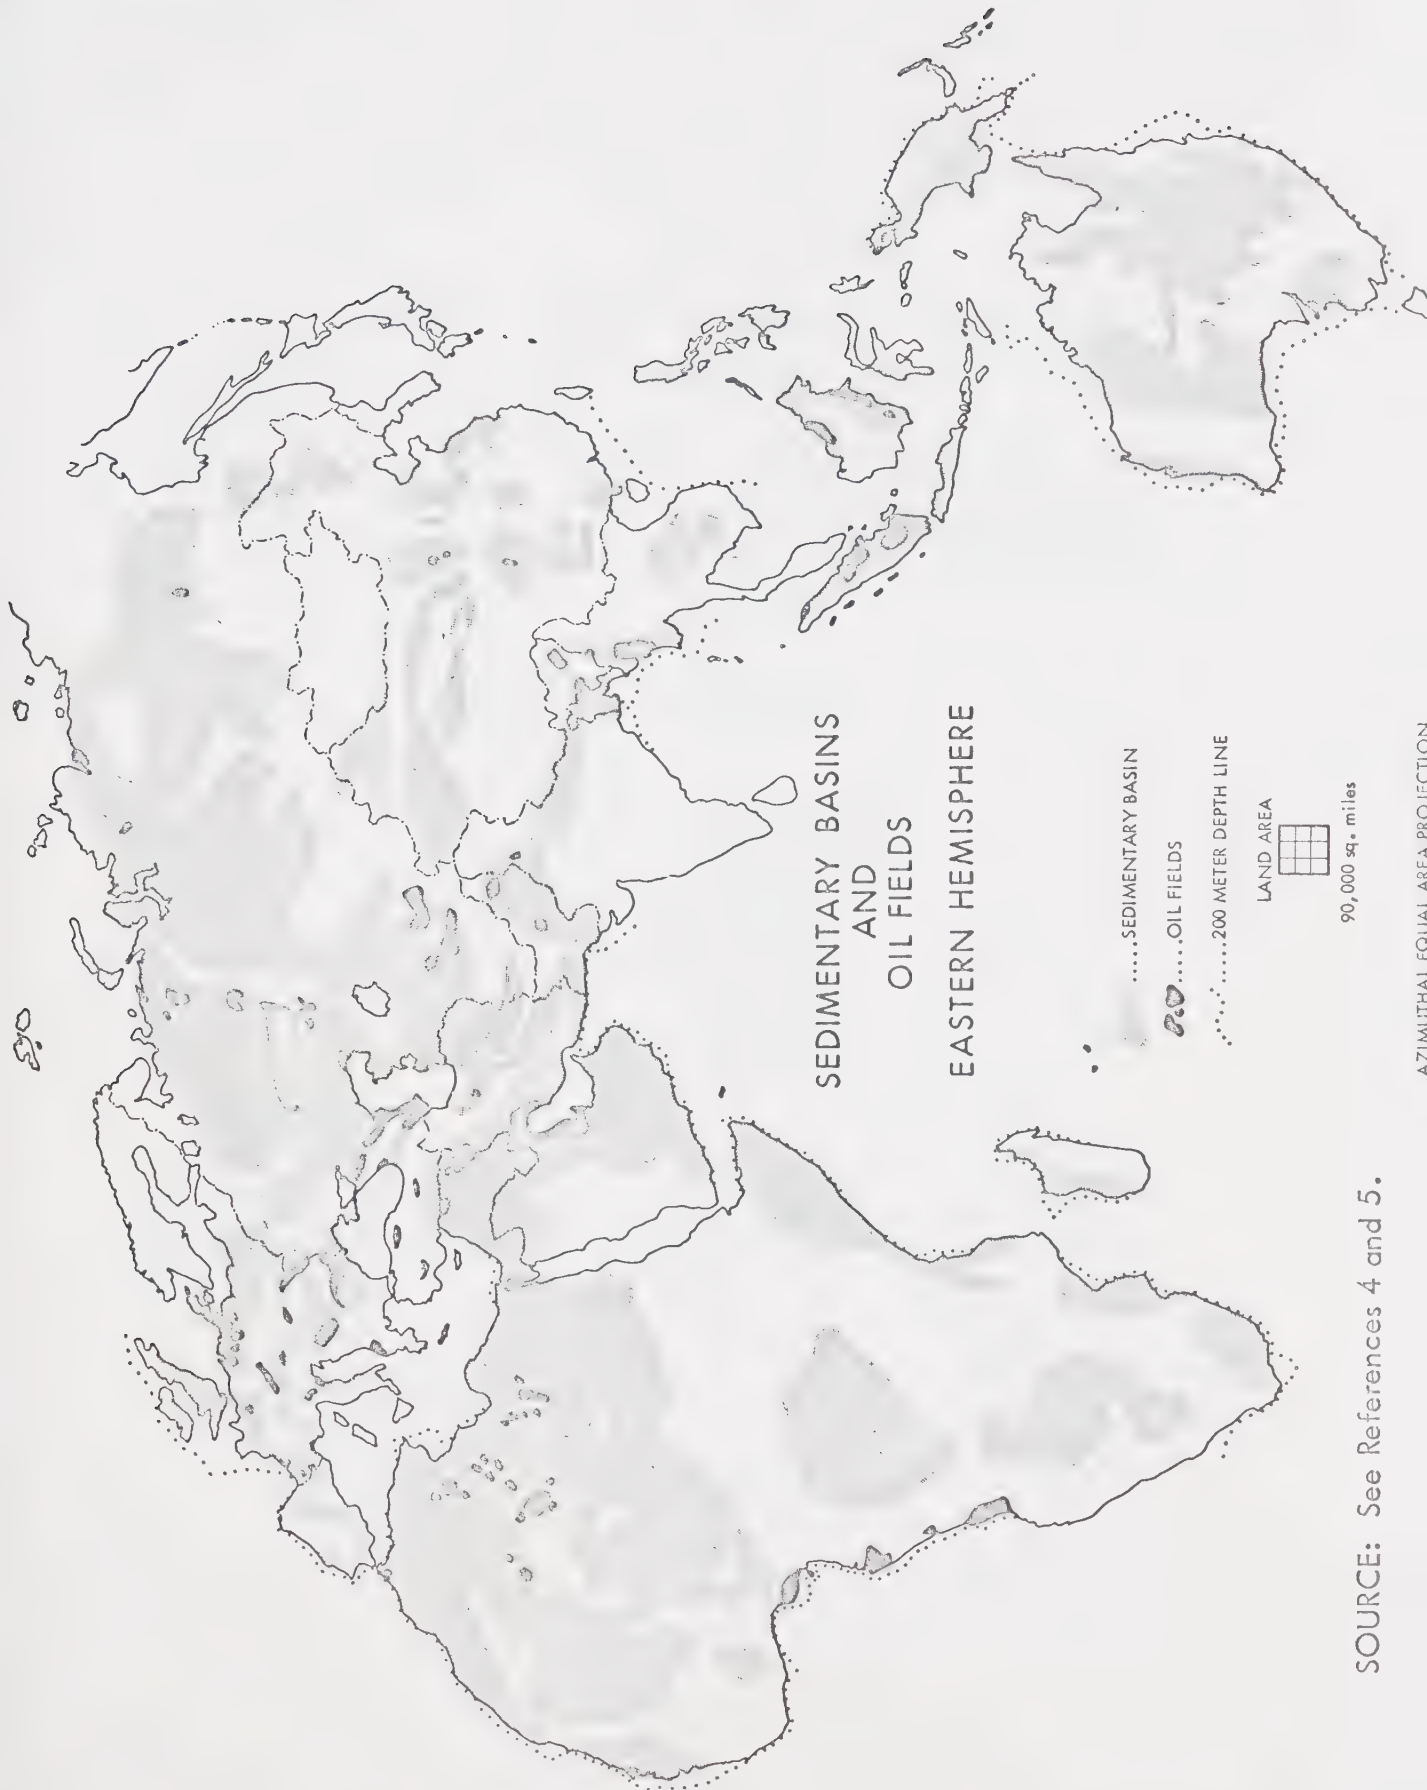 SEDIMENTARY BASINS
AND
OIL FIELDS
EASTERN HEMISPHERE
.....SEDIMENTARY BASIN
.....OIL FIELDS
.....200 METER DEPTH LINE
LAND AREA
90,000 sq. miles
AZIMUTHAL EQUAL AREA PROJECTION
SOURCE: See References 4 and 5.